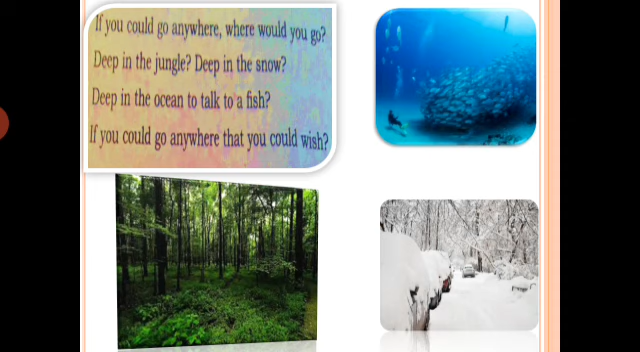 If you could go anywhere, where would you go?
Deep in the jungle? Deep in the snow?
Deep in the ocean to talk to a fish?
If you could go anywhere that you could wish?